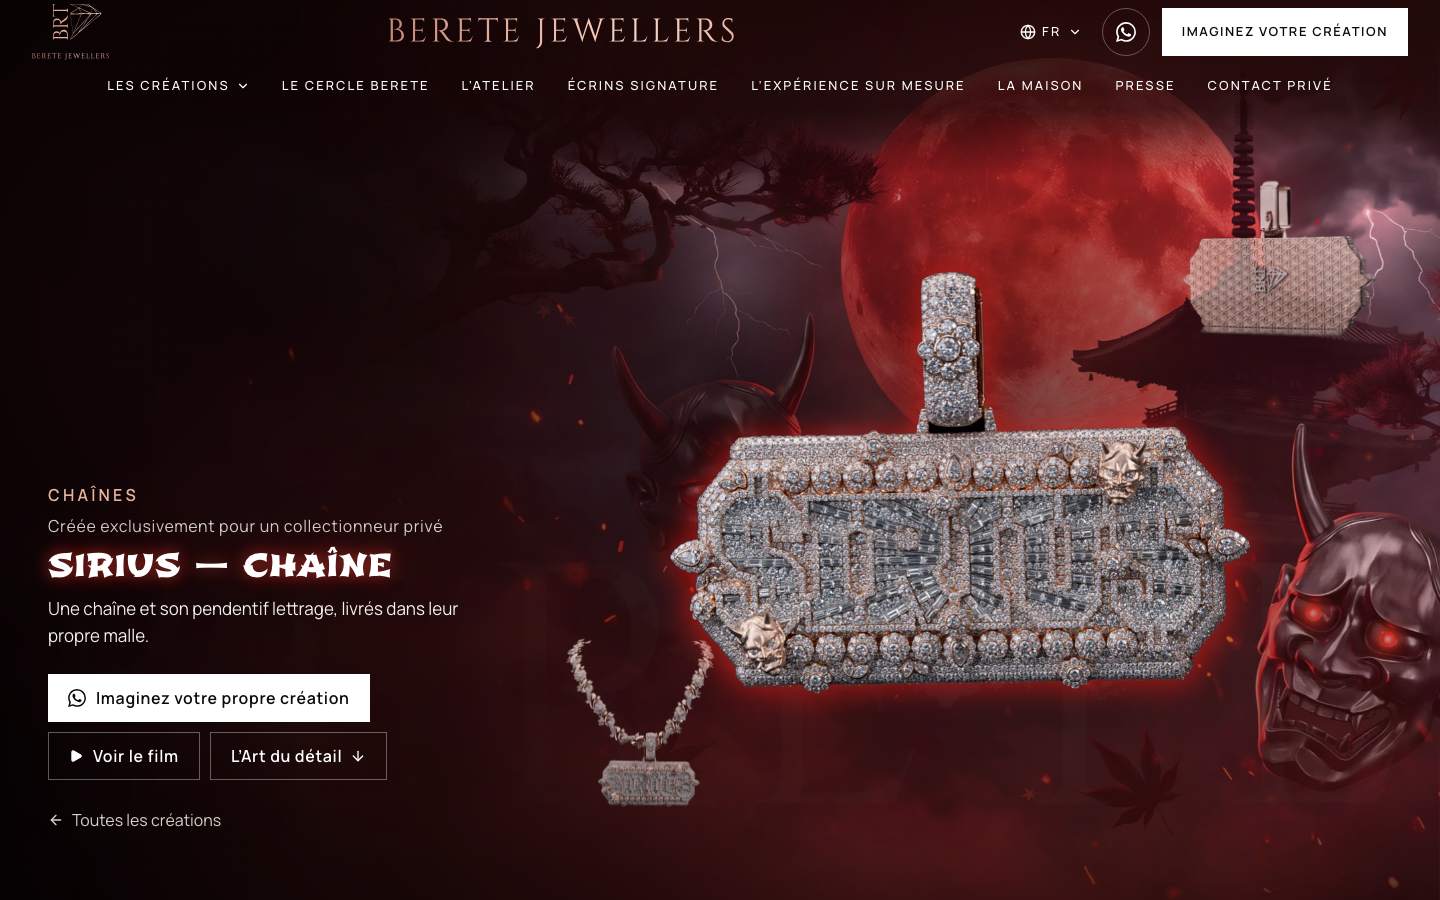 BRT
BERETE JEWELLERS
BERETE JEWELLERS
FR
IMAGINEZ VOTRE CRÉATION
LES CRÉATIONS
LE CERCLE BERETE
L'ATELIER
ÉCRINS SIGNATURE
L'EXPÉRIENCE SUR MESURE
LA MAISON
PRESSE
CONTACT PRIVÉ
SIRIUS
CHAÎNES
Créée exclusivement pour un collectionneur privé
SIRIUS — CHAÎNE
Une chaîne et son pendentif lettrage, livrés dans leur
propre malle.
Imaginez votre propre création
Voir le film
L'Art du détail
Toutes les créations
SIRIUS